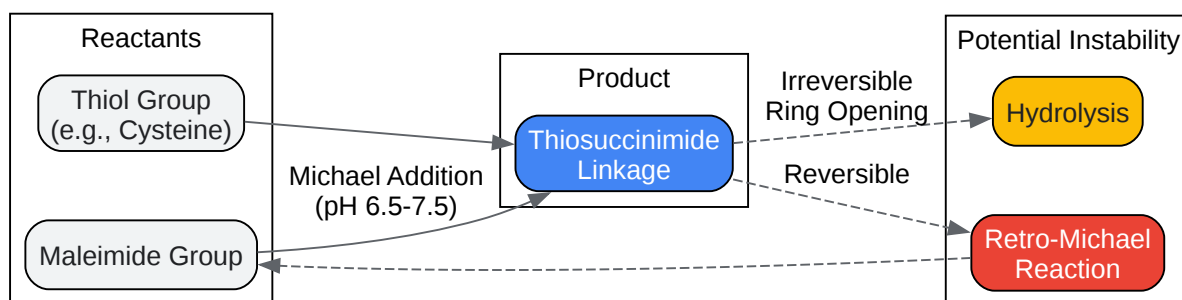 Reactants
Thiol Group
(e.g., Cysteine)
Maleimide Group
Michael Addition
(pH 6.5-7.5)
Product
Thiosuccinimide
Linkage
Irreversible
Ring Opening
Reversible
Potential Instability
Hydrolysis
Retro-Michael
Reaction